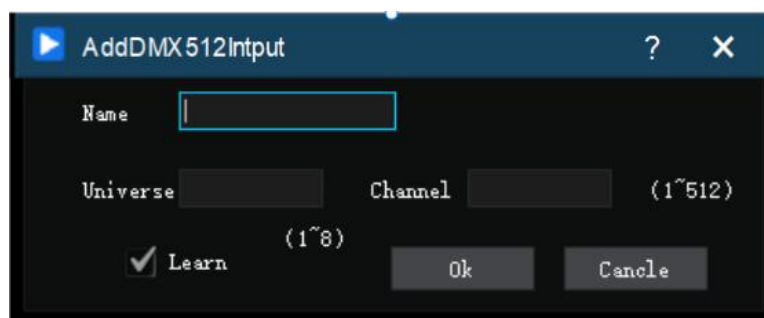 AddDMX512Intput ? ×
Name
Universe Channel (1~512)
(1~8)
Learn Ok Cancle